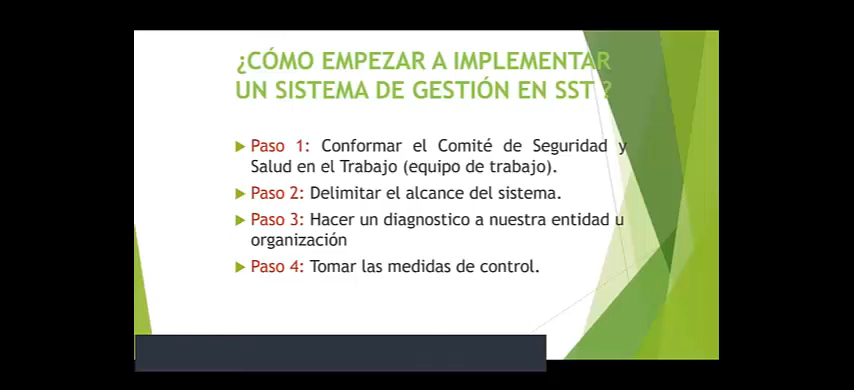 ¿CÓMO EMPEZAR A IMPLEMENTAR
UN SISTEMA DE GESTIÓN EN SST ?
Paso 1: Conformar el Comité de Seguridad y
Salud en el Trabajo (equipo de trabajo).
Paso 2: Delimitar el alcance del sistema.
Paso 3: Hacer un diagnostico a nuestra entidad u
organización
Paso 4: Tomar las medidas de control.